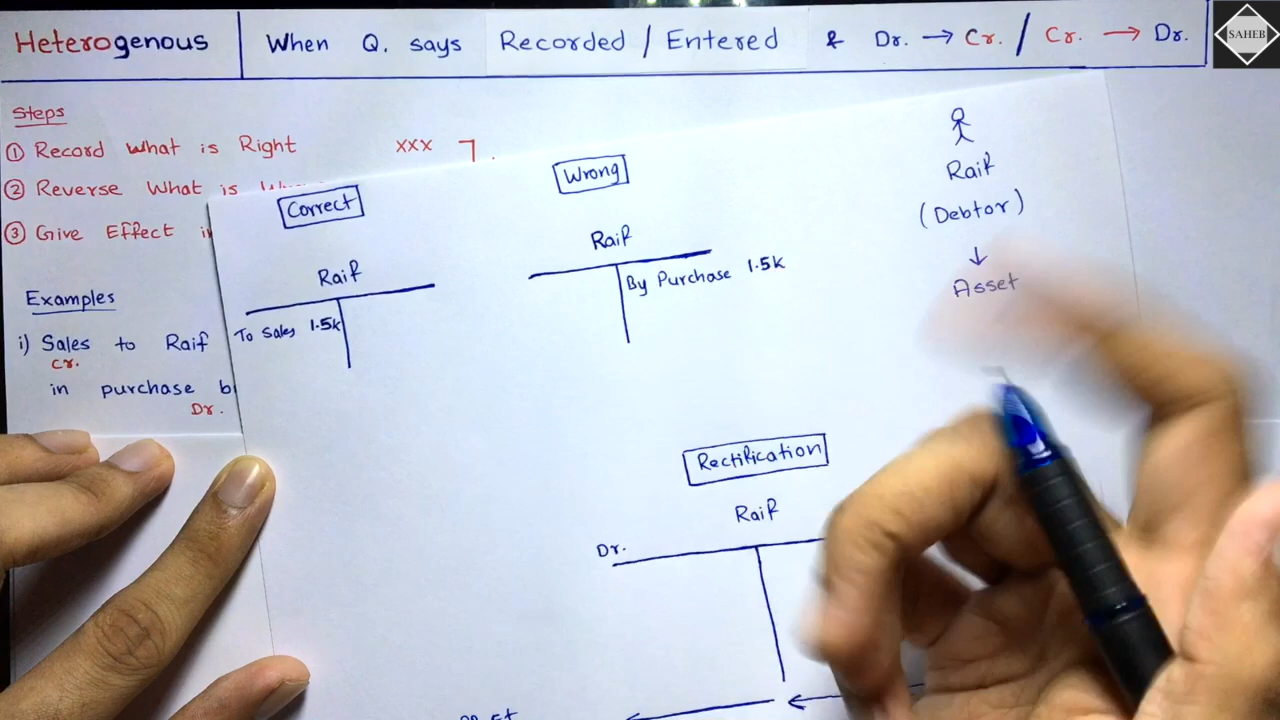 Heterogenous When Q. says Recorded / Entered & Dr. → Cr. / Cr. → Dr.
SAHEB
Steps
① Record what is Right xxx
② Reverse What is
③ Give Effect
Examples
i) Sales to Raif
Cr.
in purchase
Dr.
Correct
Raif
To Sales 1.5k
Wrong
Raif
By Purchase 1.5k
Raif
(Debtor)
↓
Asset
Rectification
Raif
Dr.